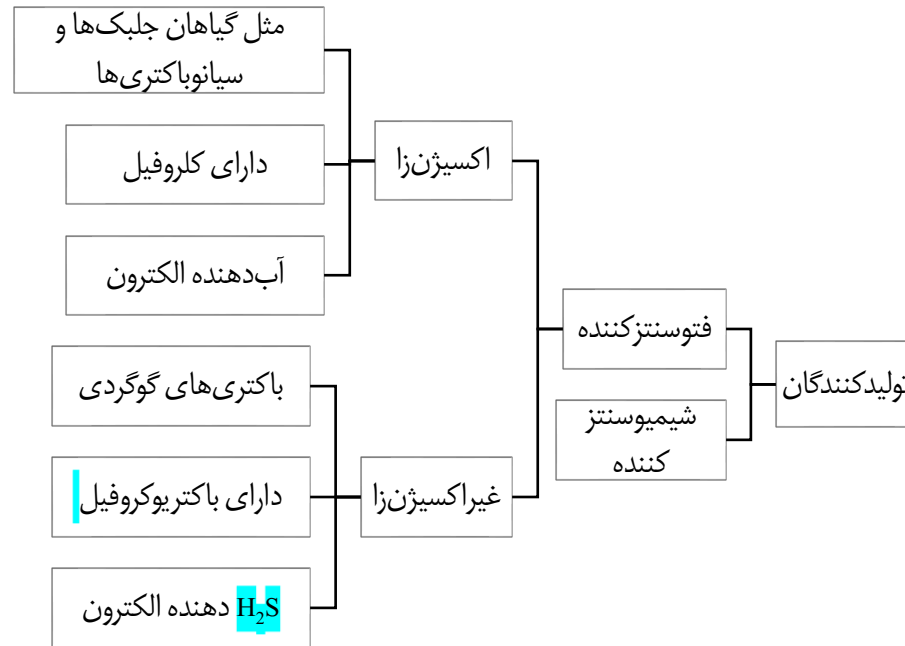 تولیدکنندگان
فتوسنتزکننده
اکسیژن‌زا
مثل گیاهان جلبک‌ها و
سیانوباکتری‌ها
دارای کلروفیل
آب‌دهنده الکترون
غیراکسیژن‌زا
باکتری‌های گوگردی
دارای باکتریوکروفیل
H₂S دهنده الکترون
شیمیوسنتز
کننده